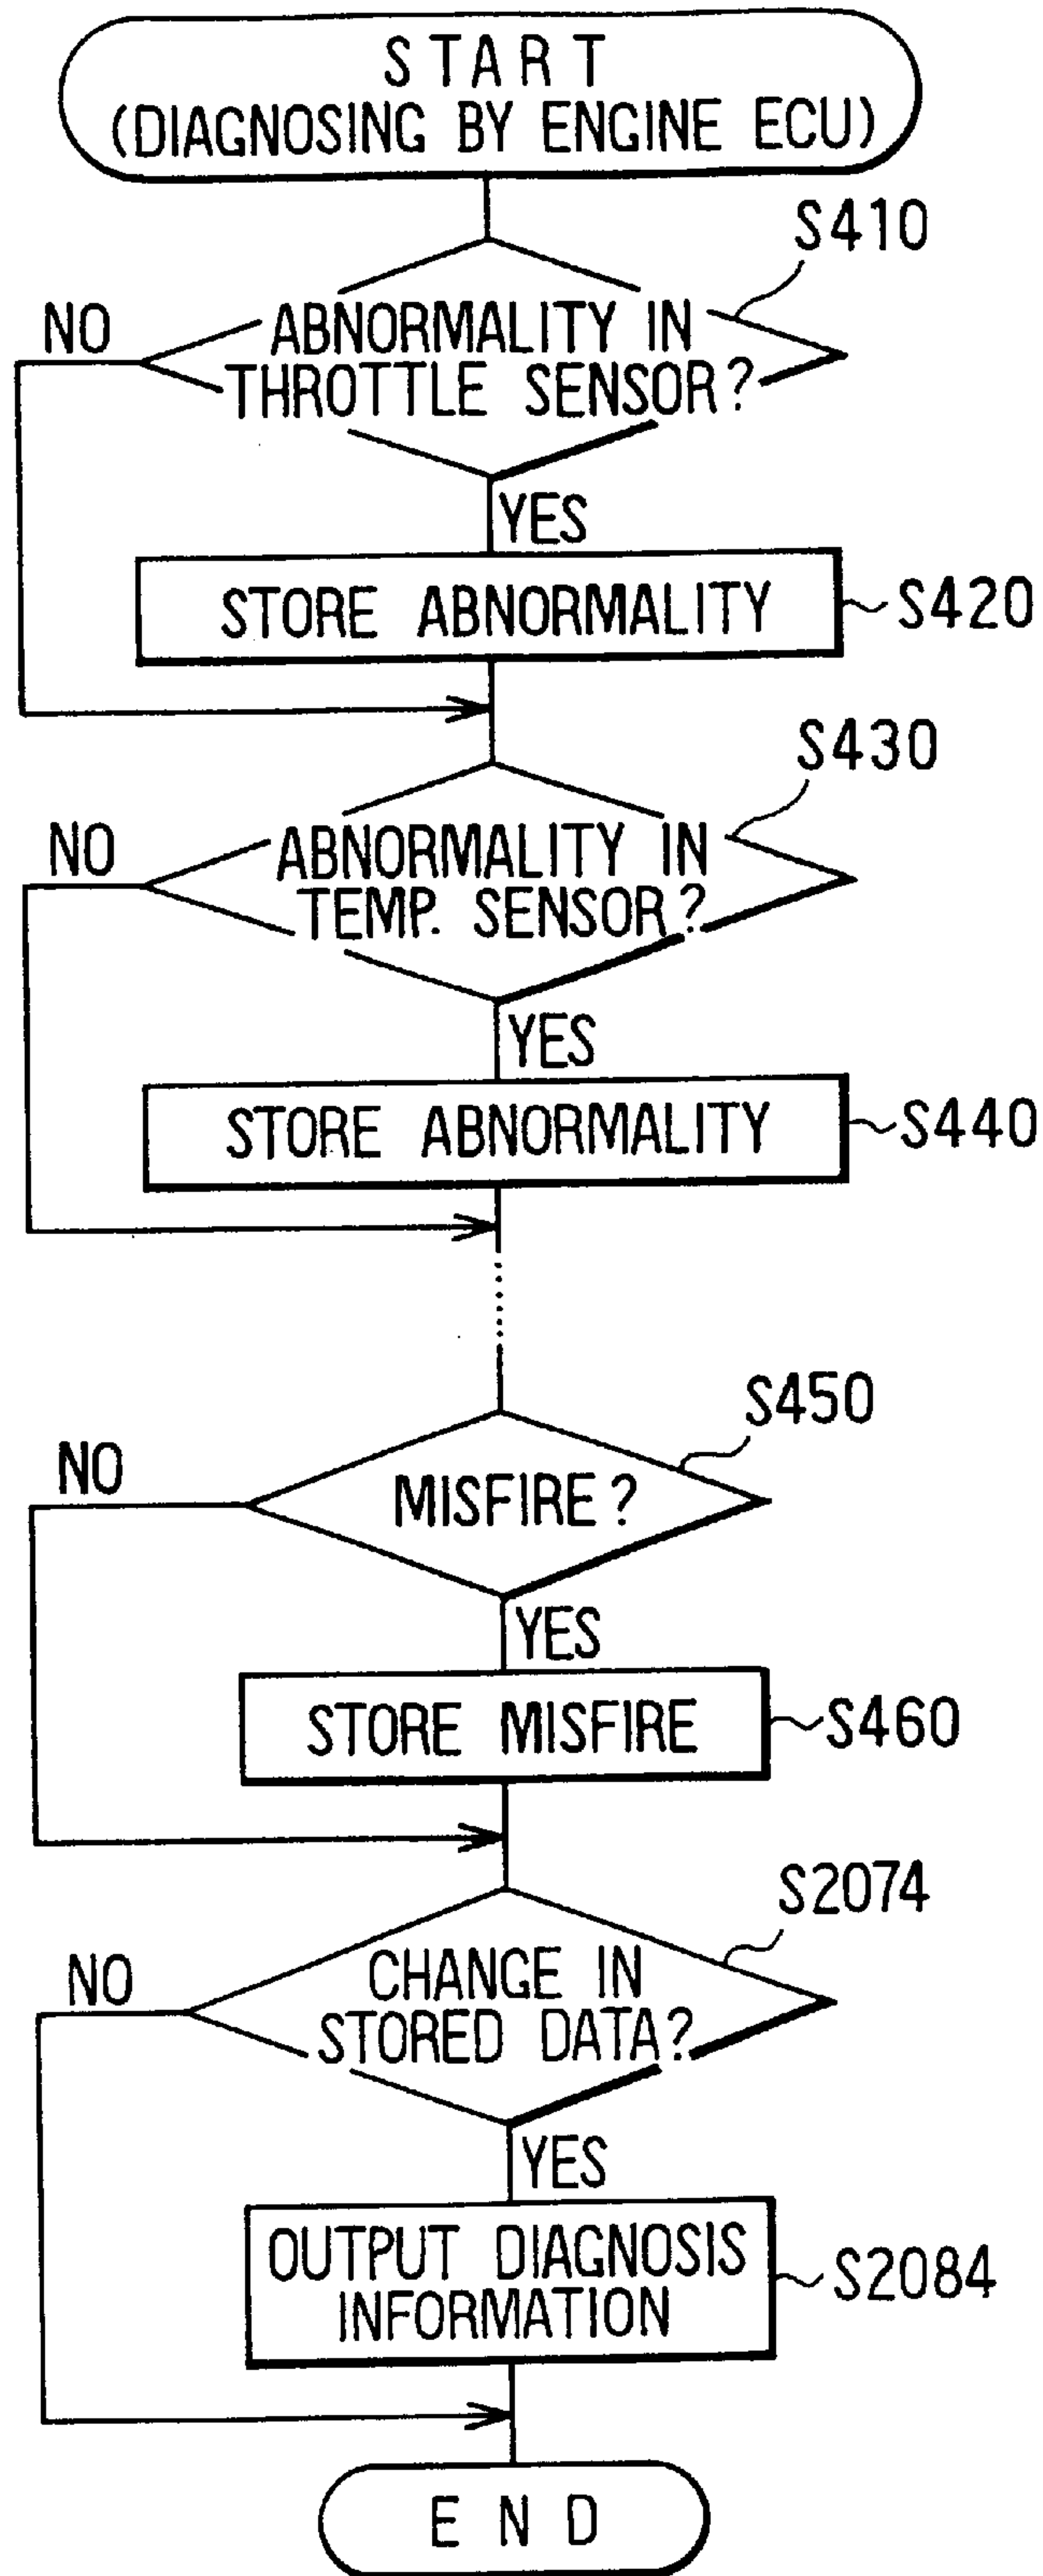 START
(DIAGNOSING BY ENGINE ECU)
S410
NO
ABNORMALITY IN
THROTTLE SENSOR?
YES
STORE ABNORMALITY
S420
S430
NO
ABNORMALITY IN
TEMP. SENSOR?
YES
STORE ABNORMALITY
S440
S450
NO
MISFIRE?
YES
STORE MISFIRE
S460
S2074
NO
CHANGE IN
STORED DATA?
YES
OUTPUT DIAGNOSIS
INFORMATION
S2084
END